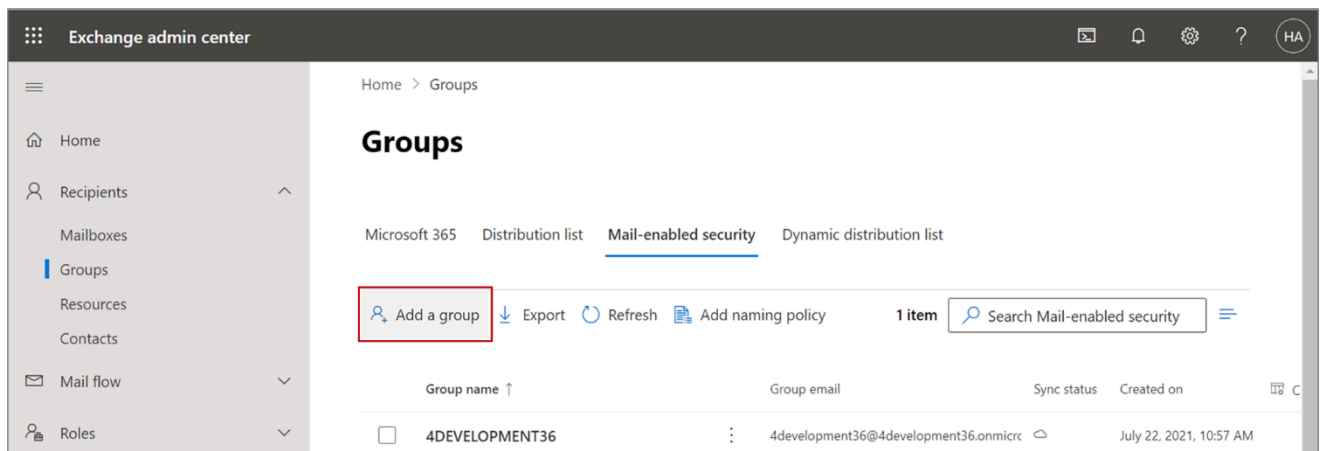 Exchange admin center
HA
Home > Groups
Groups
Home
Recipients
Mailboxes
Groups
Resources
Contacts
Mail flow
Roles
Microsoft 365 Distribution list Mail-enabled security Dynamic distribution list
Add a group Export Refresh Add naming policy 1 item Search Mail-enabled security
Group name ↑ Group email Sync status Created on C
4DEVELOPMENT36 4development36@4development36.onmicrc July 22, 2021, 10:57 AM